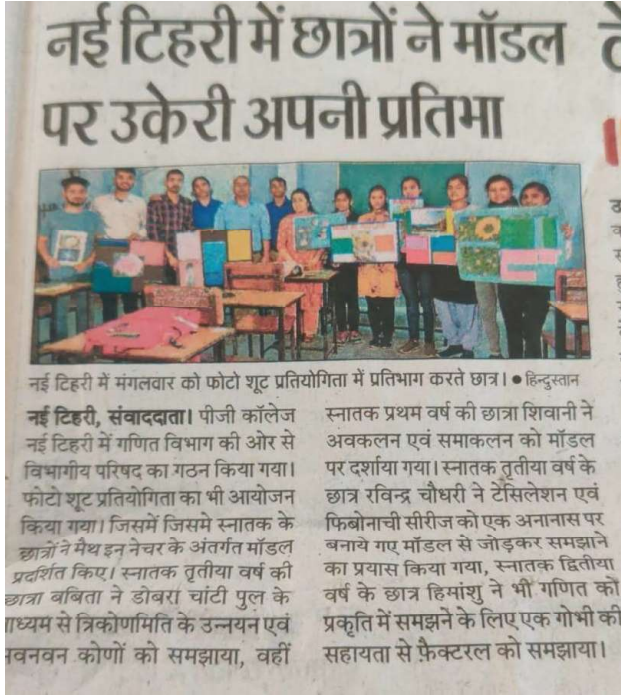 नई टिहरी में छात्रों ने मॉडल
पर उकेरी अपनी प्रतिभा
नई टिहरी में मंगलवार को फोटो शूट प्रतियोगिता में प्रतिभाग करते छात्र। ● हिन्दुस्तान
नई टिहरी, संवाददाता। पीजी कॉलेज
नई टिहरी में गणित विभाग की ओर से
विभागीय परिषद का गठन किया गया।
फोटो शूट प्रतियोगिता का भी आयोजन
किया गया। जिसमें जिसमे स्नातक के
छात्रों ने मैथ इन नेचर के अंतर्गत मॉडल
प्रदर्शित किए। स्नातक तृतीया वर्ष की
छात्रा बबिता ने डोबरा चांटी पुल के
माध्यम से त्रिकोणमिति के उन्नयन एवं
अवनवन कोणों को समझाया, वहीं
स्नातक प्रथम वर्ष की छात्रा शिवानी ने
अवकलन एवं समाकलन को मॉडल
पर दर्शाया गया। स्नातक तृतीया वर्ष के
छात्र रविन्द्र चौधरी ने टेसिलेशन एवं
फिबोनाची सीरीज को एक अनानास पर
बनाये गए मॉडल से जोड़कर समझाने
का प्रयास किया गया, स्नातक द्वितीया
वर्ष के छात्र हिमांशु ने भी गणित को
प्रकृति में समझने के लिए एक गोभी की
सहायता से फ़ैक्टरल को समझाया।